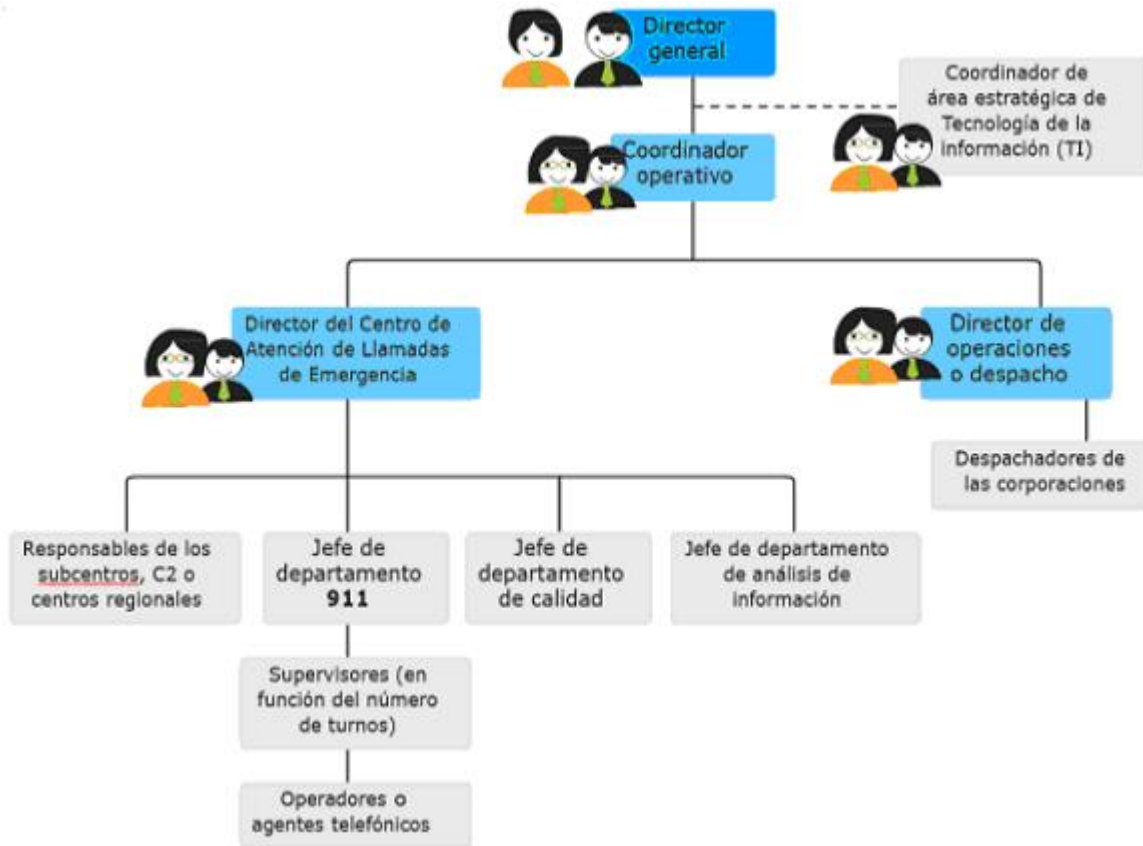 Director
general
Coordinador de
área estratégica de
Tecnología de la
información (TI)
Coordinador
operativo
Director del Centro de
Atención de Llamadas
de Emergencia
Director de
operaciones
o despacho
Despachadores de
las corporaciones
Responsables de los
subcentros, C2 o
centros regionales
Jefe de
departamento
911
Jefe de
departamento
de calidad
Jefe de departamento
de análisis de
información
Supervisores (en
función del número
de turnos)
Operadores o
agentes telefónicos